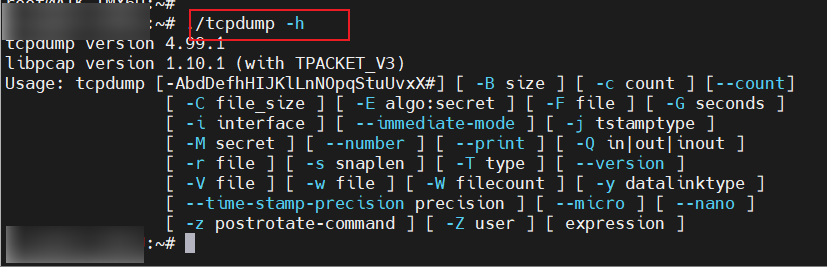 :~#
:~# ./tcpdump -h
tcpdump version 4.99.1
libpcap version 1.10.1 (with TPACKET_V3)
Usage: tcpdump [-AbdDefhHIJKlLnNOpqStuUvxX#] [ -B size ] [ -c count ] [--count]
[ -C file_size ] [ -E algo:secret ] [ -F file ] [ -G seconds ]
[ -i interface ] [ --immediate-mode ] [ -j tstamptype ]
[ -M secret ] [ --number ] [ --print ] [ -Q in|out|inout ]
[ -r file ] [ -s snaplen ] [ -T type ] [ --version ]
[ -V file ] [ -w file ] [ -W filecount ] [ -y datalinktype ]
[ --time-stamp-precision precision ] [ --micro ] [ --nano ]
[ -z postrotate-command ] [ -Z user ] [ expression ]
:~#